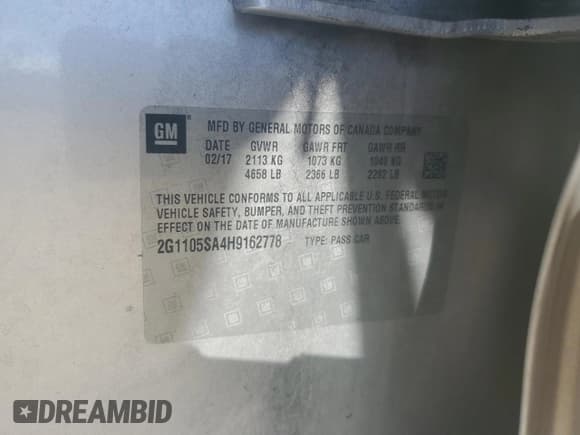 GM
MFD BY GENERAL MOTORS OF CANADA COMPANY
DATE GVWR GAWR FRT GAWR RR
02/17 2113 KG 1073 KG 1040 KG
4658 LB 2366 LB 2292 LB
THIS VEHICLE CONFORMS TO ALL APPLICABLE U.S. FEDERAL MOTOR
VEHICLE SAFETY, BUMPER, AND THEFT PREVENTION STANDARDS IN
EFFECT ON THE DATE OF MANUFACTURE SHOWN ABOVE.
2G1105SA4H9162778 TYPE: PASS CAR
DREAMBID